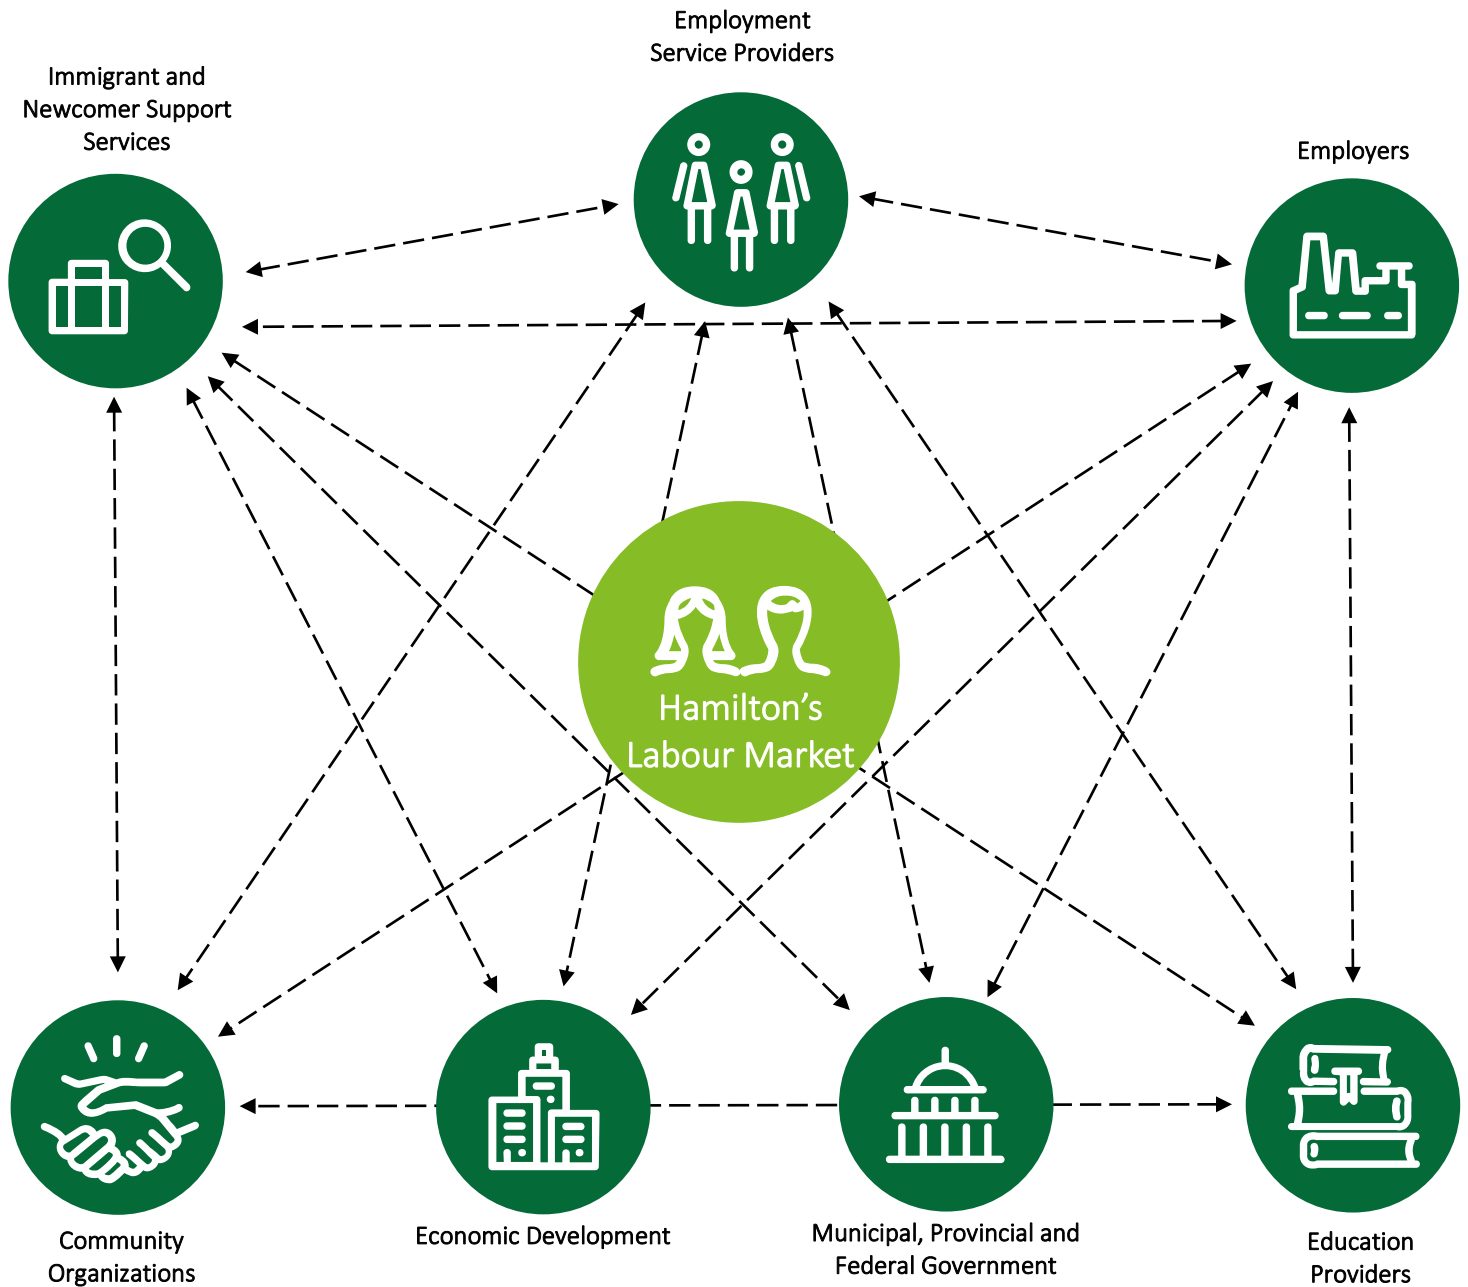 Employment
Service Providers
Immigrant and
Newcomer Support
Services
Employers
Hamilton’s
Labour Market
Community
Organizations
Economic Development
Municipal, Provincial and
Federal Government
Education
Providers